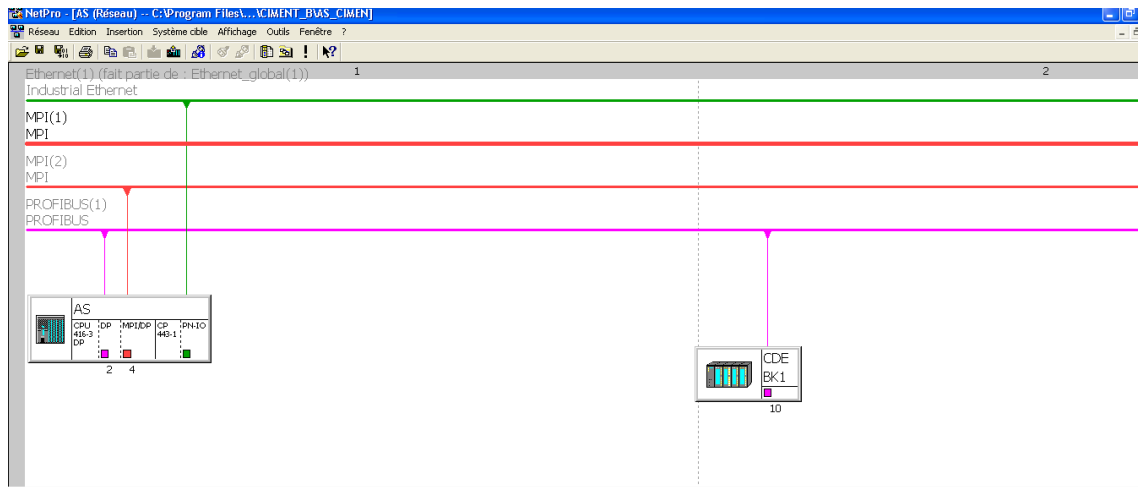 NetPro - [AS (Réseau) -- C:\Program Files\...\CIMENT_B\AS_CIMEN]
Réseau Edition Insertion Système cible Affichage Outils Fenêtre ?
Ethernet(1) (fait partie de : Ethernet_global(1)) 1 2
Industrial Ethernet
MPI(1)
MPI
MPI(2)
MPI
PROFIBUS(1)
PROFIBUS
AS
CPU 416-3 DP
DP
MPI/DP
CP 443-1
PN-IO
2 4
CDE
BK1
10